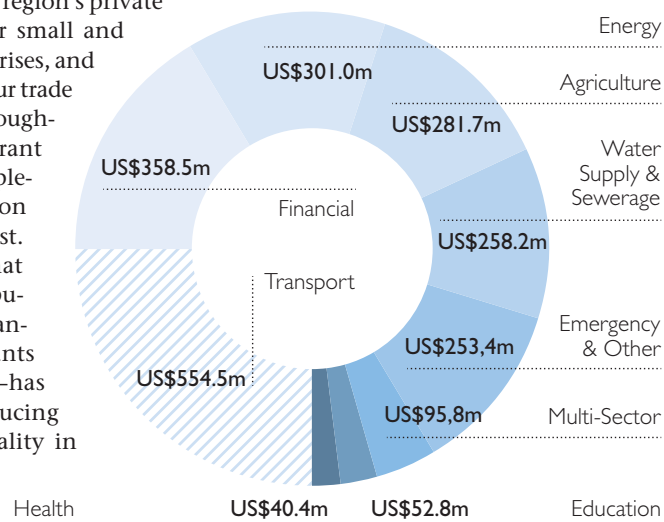 region's private
r small and
rises, and
ur trade
ough-
rant
ple-
on
st.
at
pu-
an-
ants
–has
ucing
ality in
Energy
US$301.0m
Agriculture
US$281.7m
Water
Supply &
Sewerage
US$358.5m
Financial
US$258.2m
Transport
Emergency
& Other
US$253,4m
US$554.5m
US$95,8m
Multi-Sector
Health
US$40.4m
US$52.8m
Education